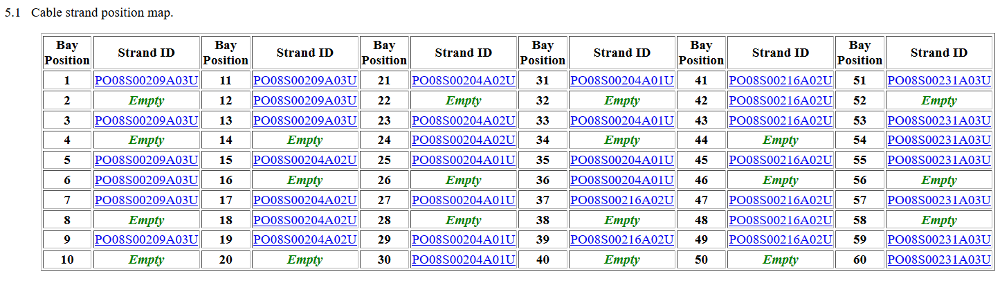 5.1 Cable strand position map.
Bay Position Strand ID Bay Position Strand ID Bay Position Strand ID Bay Position Strand ID Bay Position Strand ID Bay Position Strand ID
1 PO08S00209A03U 11 PO08S00209A03U 21 PO08S00204A02U 31 PO08S00204A01U 41 PO08S00216A02U 51 PO08S00231A03U
2 Empty 12 PO08S00209A03U 22 Empty 32 Empty 42 PO08S00216A02U 52 Empty
3 PO08S00209A03U 13 PO08S00209A03U 23 PO08S00204A02U 33 PO08S00204A01U 43 PO08S00216A02U 53 PO08S00231A03U
4 Empty 14 Empty 24 PO08S00204A02U 34 Empty 44 Empty 54 PO08S00231A03U
5 PO08S00209A03U 15 PO08S00204A02U 25 PO08S00204A01U 35 PO08S00204A01U 45 PO08S00216A02U 55 PO08S00231A03U
6 PO08S00209A03U 16 Empty 26 Empty 36 PO08S00204A01U 46 Empty 56 Empty
7 PO08S00209A03U 17 PO08S00204A02U 27 PO08S00204A01U 37 PO08S00216A02U 47 PO08S00216A02U 57 PO08S00231A03U
8 Empty 18 PO08S00204A02U 28 Empty 38 Empty 48 PO08S00216A02U 58 Empty
9 PO08S00209A03U 19 PO08S00204A02U 29 PO08S00204A01U 39 PO08S00216A02U 49 PO08S00216A02U 59 PO08S00231A03U
10 Empty 20 Empty 30 PO08S00204A01U 40 Empty 50 Empty 60 PO08S00231A03U